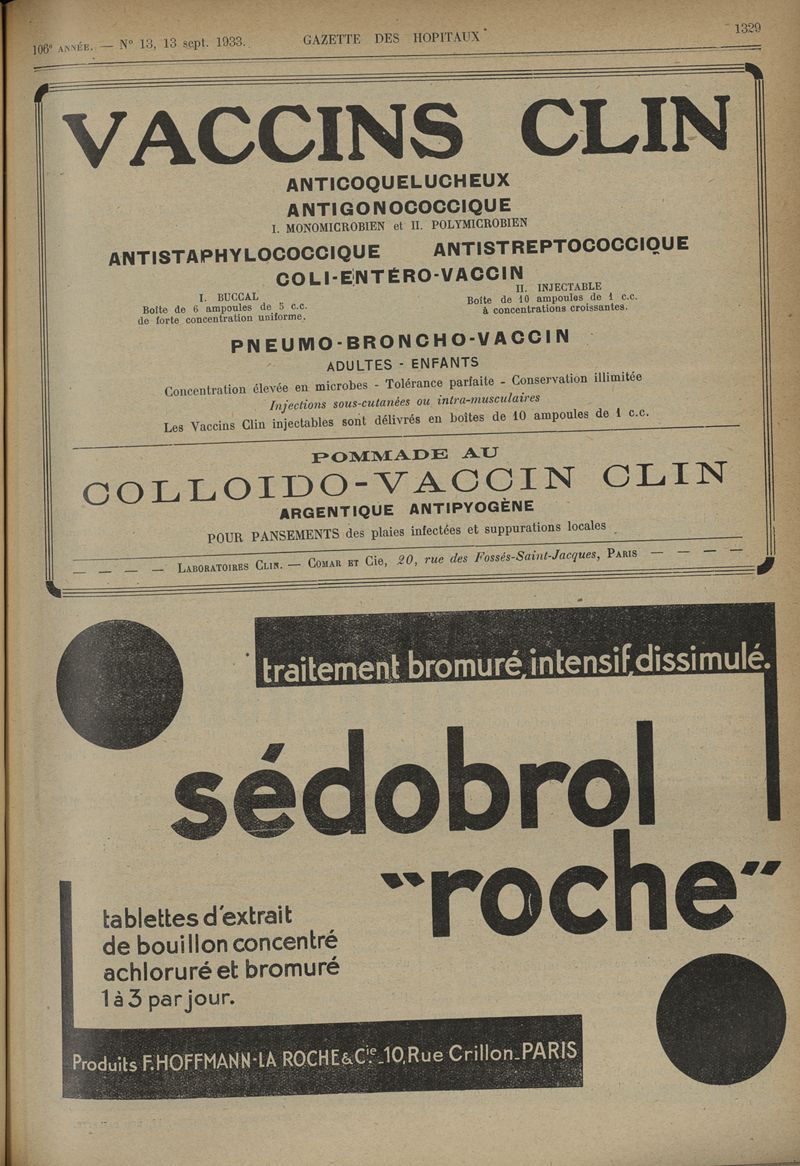 106e ANNÉE. — N° 13, 13 sept. 1933. GAZETTE DES HOPITAUX 1329
VACCINS CLIN
ANTICOQUELUCHEUX
ANTIGONOCOCCIQUE
I. MONOMICROBIEN et II. POLYMICROBIEN
ANTISTAPHYLOCOCCIQUE ANTISTREPTOCOCCIQUE
COLI-ENTÉRO-VACCIN
I. BUCCAL
Boîte de 6 ampoules de 5 c.c.
de forte concentration uniforme.
II. INJECTABLE
Boîte de 10 ampoules de 1 c.c.
à concentrations croissantes.
PNEUMO-BRONCHO-VACCIN
ADULTES - ENFANTS
Concentration élevée en microbes - Tolérance parfaite - Conservation illimitée
Injections sous-cutanées ou intra-musculaires
Les Vaccins Clin injectables sont délivrés en boîtes de 10 ampoules de 1 c.c.
POMMADE AU
COLLOIDO-VACCIN CLIN
ARGENTIQUE ANTIPYOGÈNE
POUR PANSEMENTS des plaies infectées et suppurations locales
— — — — LABORATOIRES CLIN. — COMAR ET Cie, 20, rue des Fossés-Saint-Jacques, PARIS — — — —
traitement bromuré, intensif, dissimulé.
sédobrol
"roche"
tablettes d'extrait
de bouillon concentré
achloruré et bromuré
1 à 3 par jour.
Produits F. HOFFMANN-LA ROCHE & Cie_10, Rue Crillon_PARIS